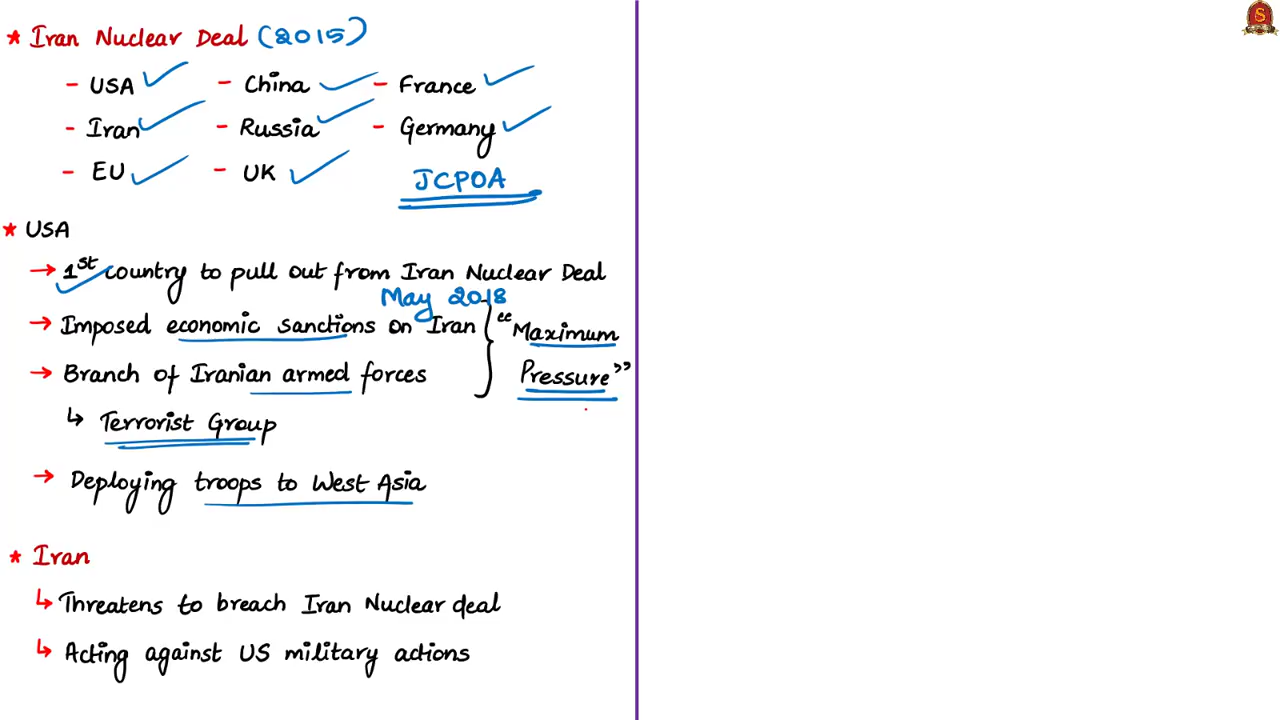 * Iran Nuclear Deal (2015)
- USA - China - France
- Iran - Russia - Germany
- EU - UK
JCPOA
* USA
→ 1st country to pull out from Iran Nuclear Deal
May 2018
→ Imposed economic sanctions on Iran
"Maximum
Pressure"
→ Branch of Iranian armed forces
↳ Terrorist Group
→ Deploying troops to West Asia
* Iran
↳ Threatens to breach Iran Nuclear deal
↳ Acting against US military actions